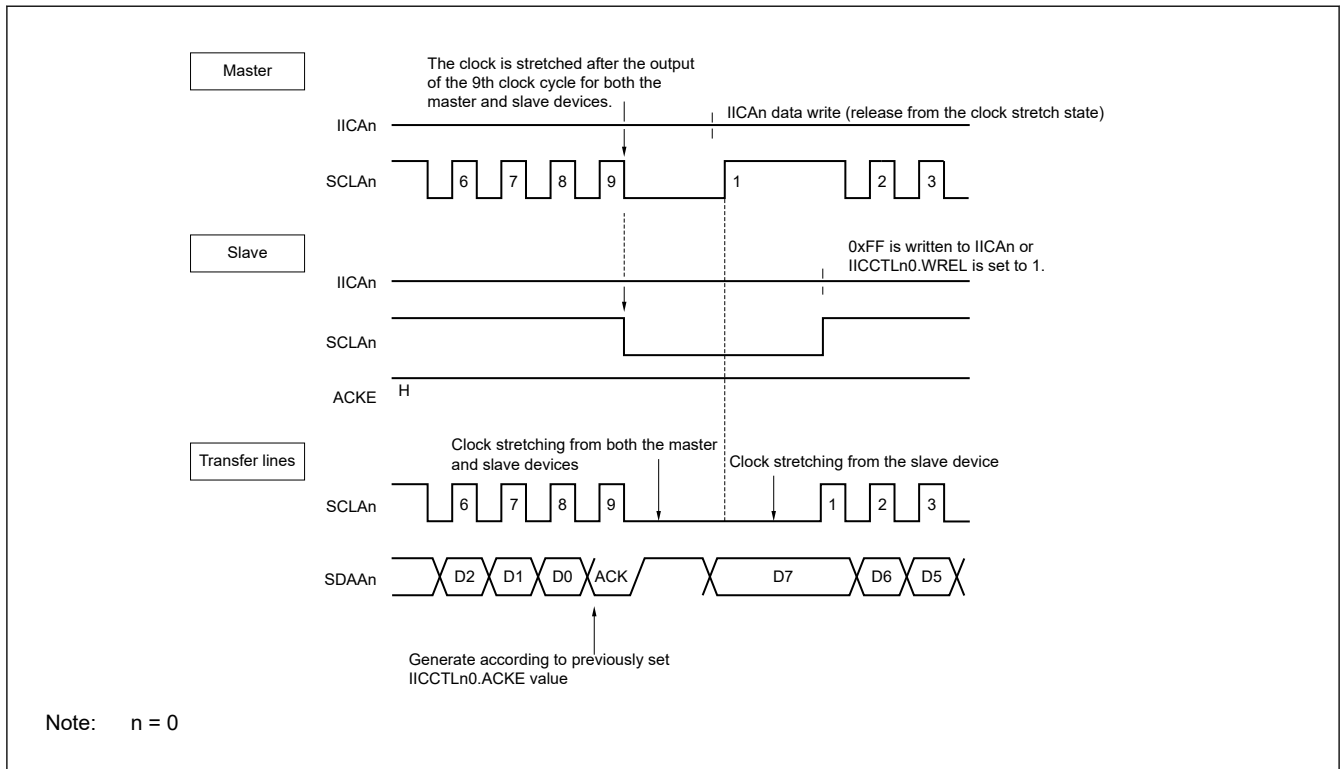 Master
The clock is stretched after the output
of the 9th clock cycle for both the
master and slave devices.
IICAn data write (release from the clock stretch state)
IICAn
SCLAn
6 7 8 9 1 2 3
Slave
0xFF is written to IICAn or
IICCTLn0.WREL is set to 1.
IICAn
SCLAn
ACKE H
Transfer lines
Clock stretching from both the master
and slave devices
Clock stretching from the slave device
SCLAn
6 7 8 9 1 2 3
SDAAn D2 D1 D0 ACK D7 D6 D5
Generate according to previously set
IICCTLn0.ACKE value
Note: n = 0